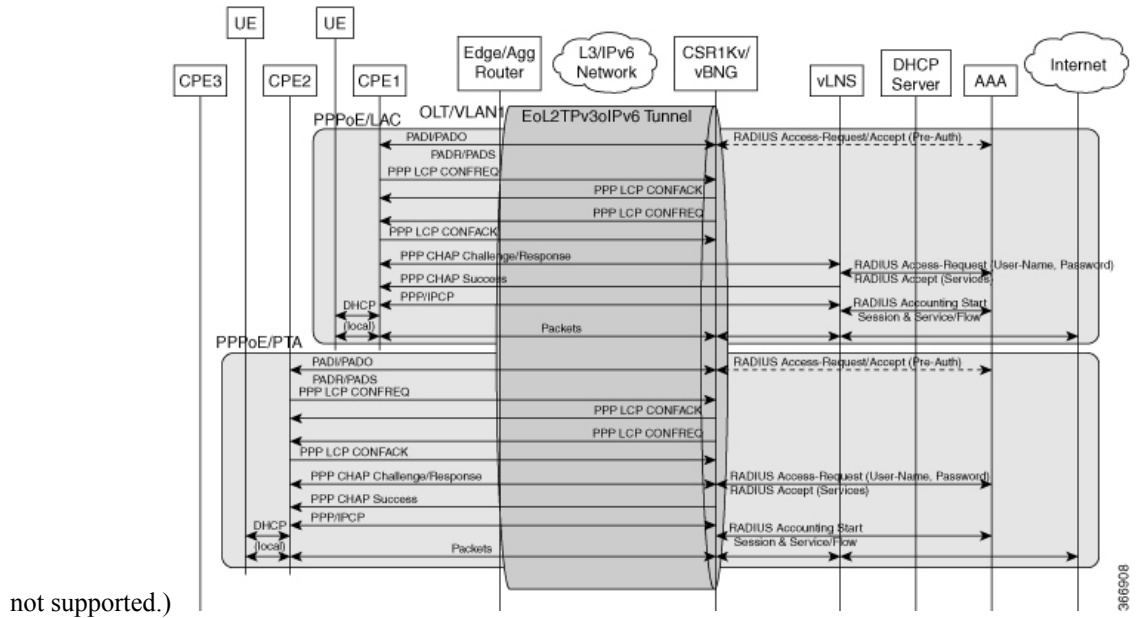 UE
UE
Edge/Agg
Router
L3/IPv6
Network
CSR1Kv/
vBNG
DHCP
Server
Internet
CPE3
CPE2
CPE1
vLNS
AAA
OLT/VLAN1
EoL2TPv3oIPv6 Tunnel
PPPoE/LAC
PADI/PADO
RADIUS Access-Request/Accept (Pre-Auth)
PADR/PADS
PPP LCP CONFREQ
PPP LCP CONFACK
PPP LCP CONFREQ
PPP LCP CONFACK
PPP CHAP Challenge/Response
RADIUS Access-Request (User-Name, Password)
PPP CHAP Success
RADIUS Accept (Services)
PPP/IPCP
RADIUS Accounting Start
DHCP
(local)
Packets
Session & Service/Flow
PPPoE/PTA
PADI/PADO
RADIUS Access-Request/Accept (Pre-Auth)
PADR/PADS
PPP LCP CONFREQ
PPP LCP CONFACK
PPP LCP CONFREQ
PPP LCP CONFACK
PPP CHAP Challenge/Response
RADIUS Access-Request (User-Name, Password)
RADIUS Accept (Services)
PPP CHAP Success
PPP/IPCP
DHCP
RADIUS Accounting Start
(local)
Packets
Session & Service/Flow
366908
not supported.)